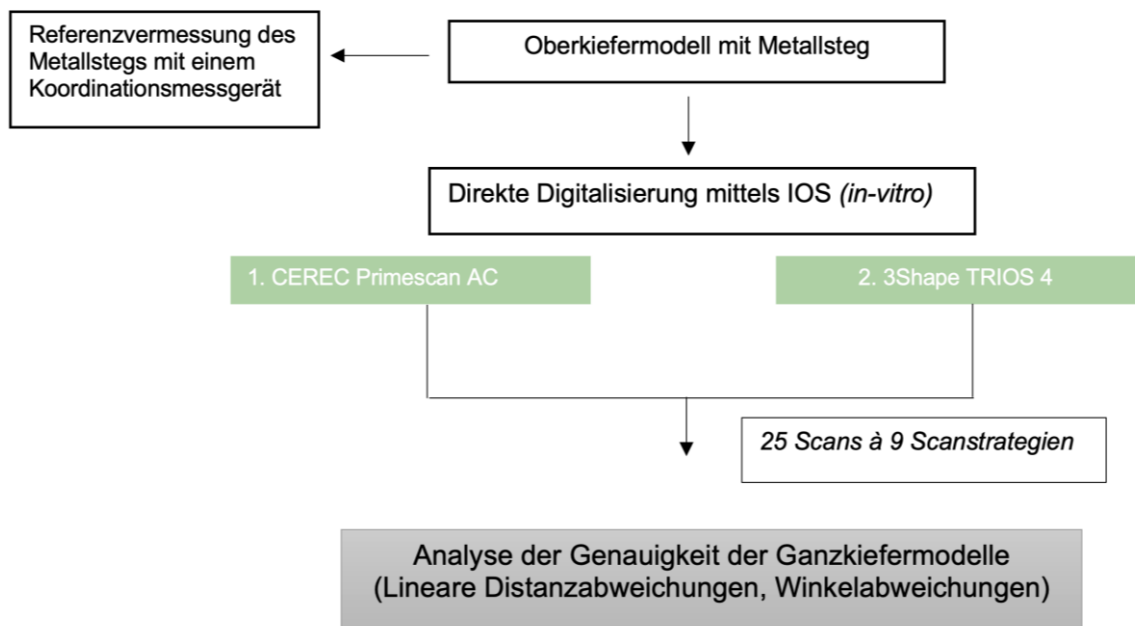 Referenzvermessung des
Metallstegs mit einem
Koordinationsmessgerät
Oberkiefermodell mit Metallsteg
Direkte Digitalisierung mittels IOS (in-vitro)
1. CEREC Primescan AC
2. 3Shape TRIOS 4
25 Scans à 9 Scanstrategien
Analyse der Genauigkeit der Ganzkiefermodelle
(Lineare Distanzabweichungen, Winkelabweichungen)